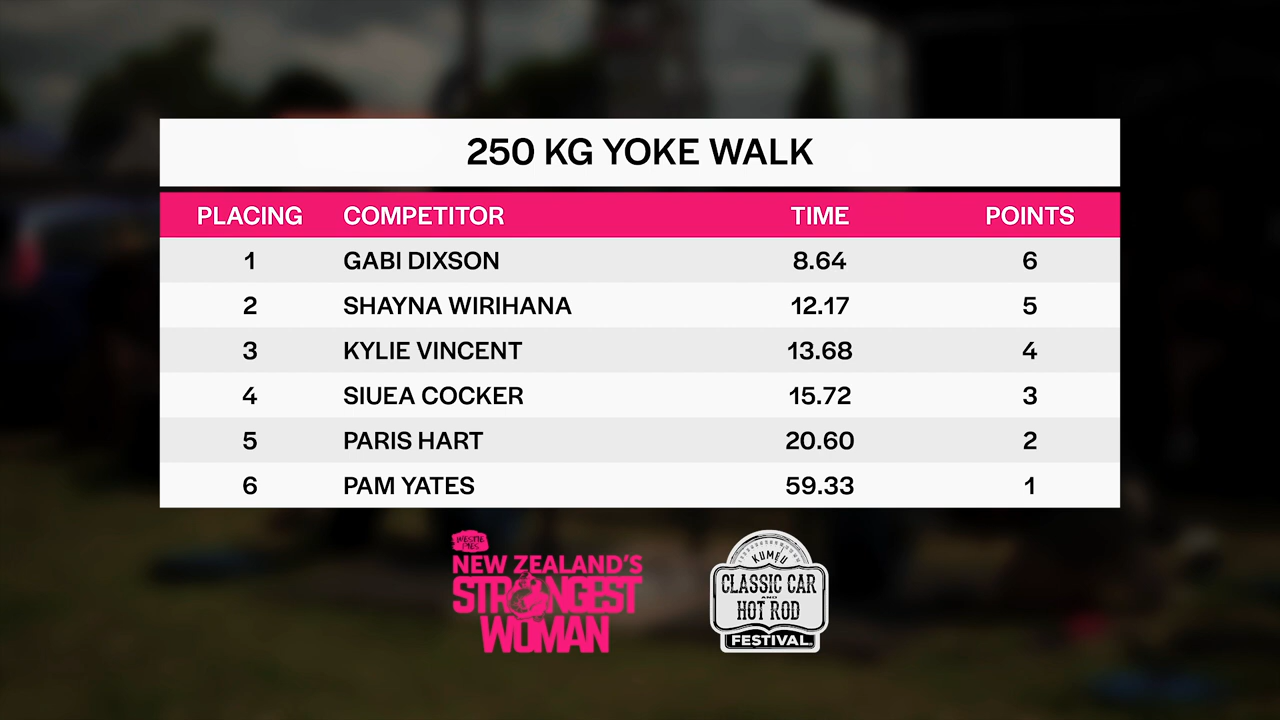 250 KG YOKE WALK
PLACING COMPETITOR TIME POINTS
1 GABI DIXSON 8.64 6
2 SHAYNA WIRIHANA 12.17 5
3 KYLIE VINCENT 13.68 4
4 SIUEA COCKER 15.72 3
5 PARIS HART 20.60 2
6 PAM YATES 59.33 1
WESTIE
PIES
NEW ZEALAND'S
STRONGEST
WOMAN
KUMEU
CLASSIC CAR
AND
HOT ROD
FESTIVAL